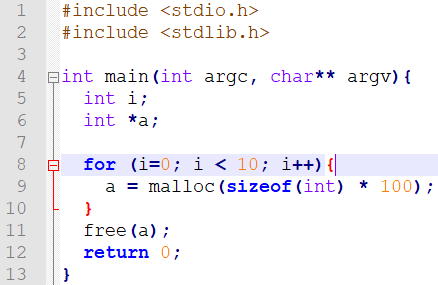 1 #include <stdio.h>
2 #include <stdlib.h>
3
4 int main(int argc, char** argv){
5   int i;
6   int *a;
7
8   for (i=0; i < 10; i++){
9     a = malloc(sizeof(int) * 100);
10   }
11   free(a);
12   return 0;
13 }